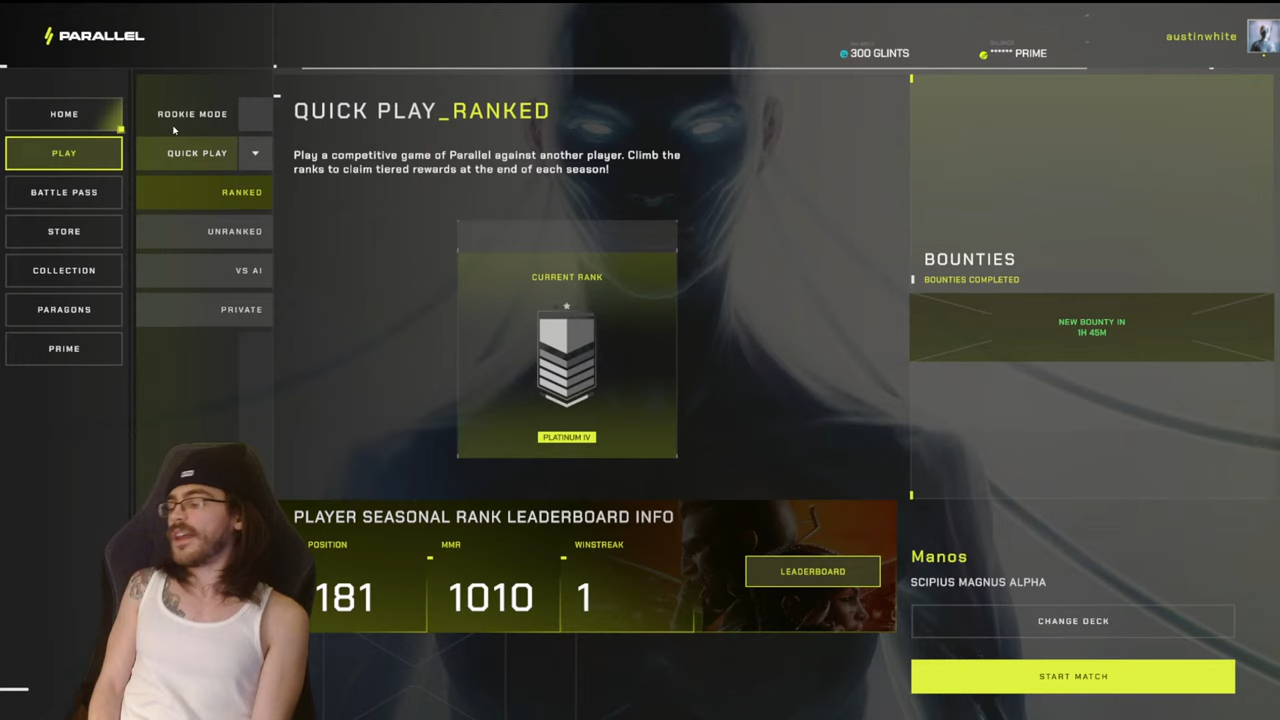 PARALLEL
300 GLINTS
****** PRIME
austinwhite
HOME
PLAY
BATTLE PASS
STORE
COLLECTION
PARAGONS
PRIME
ROOKIE MODE
QUICK PLAY
RANKED
UNRANKED
VS AI
PRIVATE
QUICK PLAY_RANKED
Play a competitive game of Parallel against another player. Climb the
ranks to claim tiered rewards at the end of each season!
CURRENT RANK
PLATINUM IV
PLAYER SEASONAL RANK LEADERBOARD INFO
POSITION
MMR
WINSTREAK
181
1010
1
LEADERBOARD
BOUNTIES
BOUNTIES COMPLETED
NEW BOUNTY IN
1H 45M
Manos
SCIPIUS MAGNUS ALPHA
CHANGE DECK
START MATCH